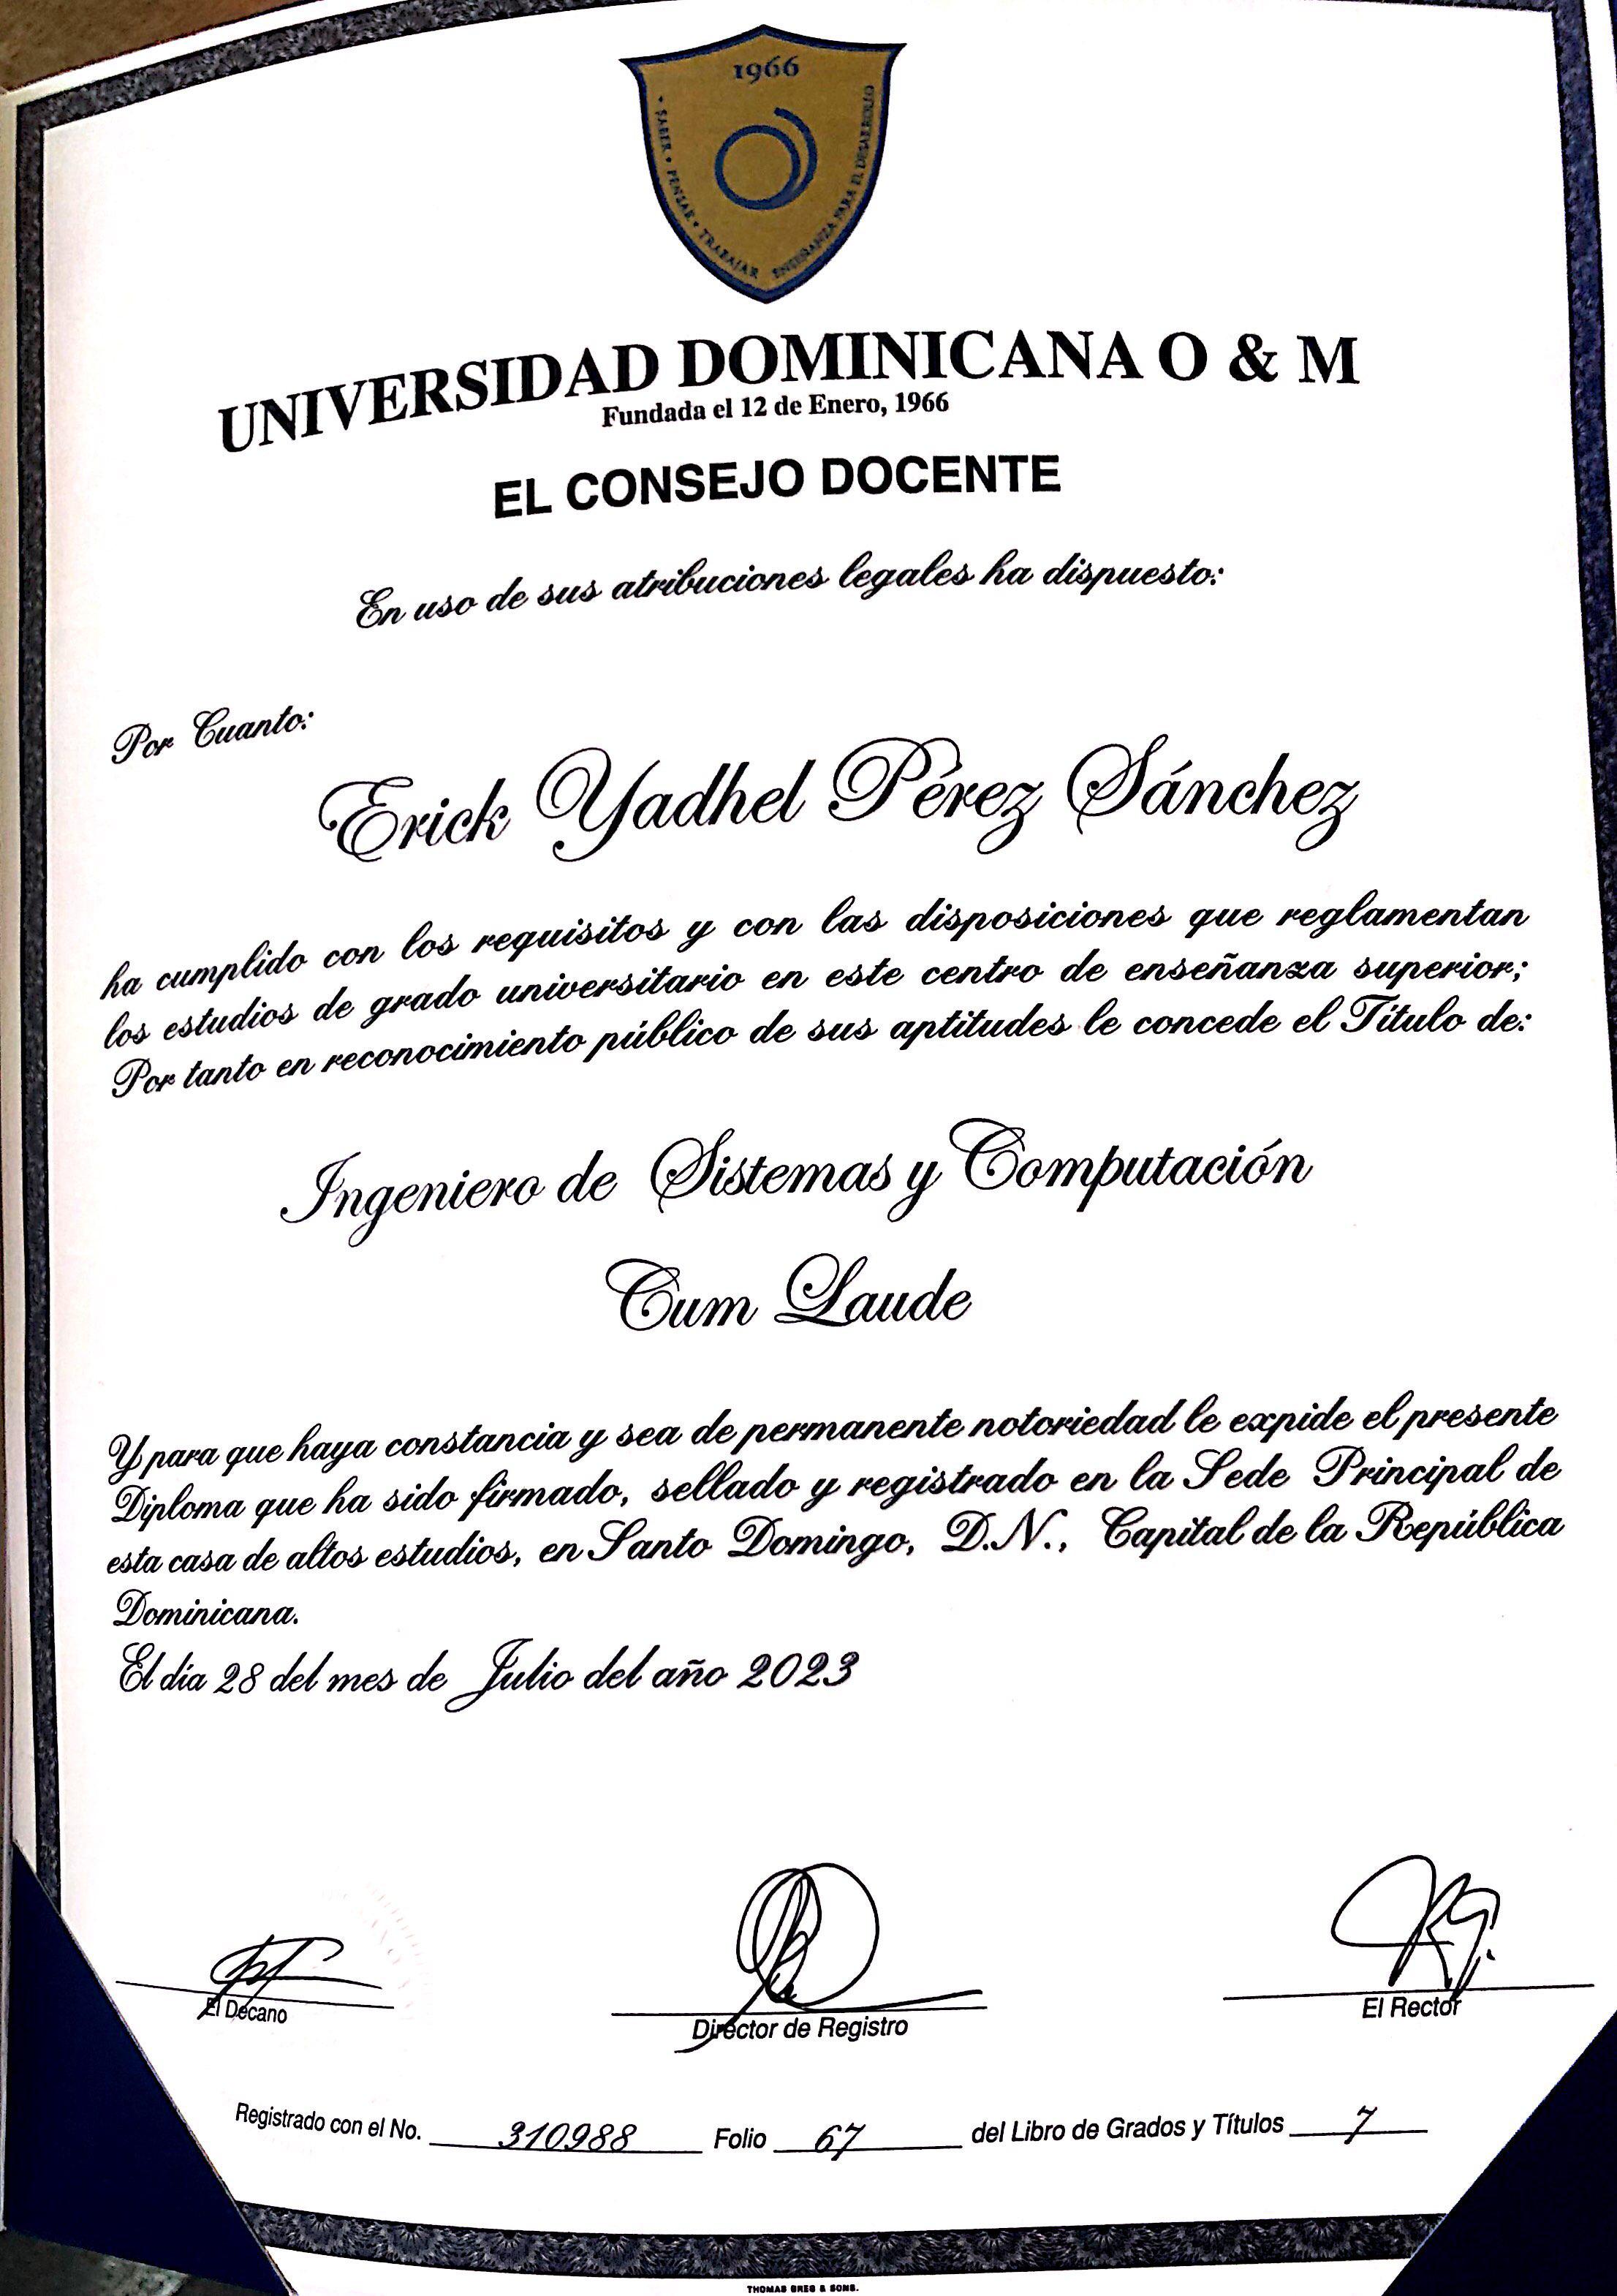 1966
• SABER • PENSAR • TRABAJAR
ENSEÑANZA PARA EL DESARROLLO
UNIVERSIDAD DOMINICANA O & M
Fundada el 12 de Enero, 1966
EL CONSEJO DOCENTE
En uso de sus atribuciones legales ha dispuesto:
Por Cuanto:
Erick Yadhel Pérez Sánchez
ha cumplido con los requisitos y con las disposiciones que reglamentan
los estudios de grado universitario en este centro de enseñanza superior;
Por tanto en reconocimiento público de sus aptitudes le concede el Título de:
Ingeniero de Sistemas y Computación
Cum Laude
Y para que haya constancia y sea de permanente notoriedad le expide el presente
Diploma que ha sido firmado, sellado y registrado en la Sede Principal de
esta casa de altos estudios, en Santo Domingo, D.N., Capital de la República
Dominicana.
El día 28 del mes de Julio del año 2023
El Decano
Director de Registro
El Rector
Registrado con el No. 310988 Folio 67 del Libro de Grados y Títulos 7
THOMAS GREG & SONS.